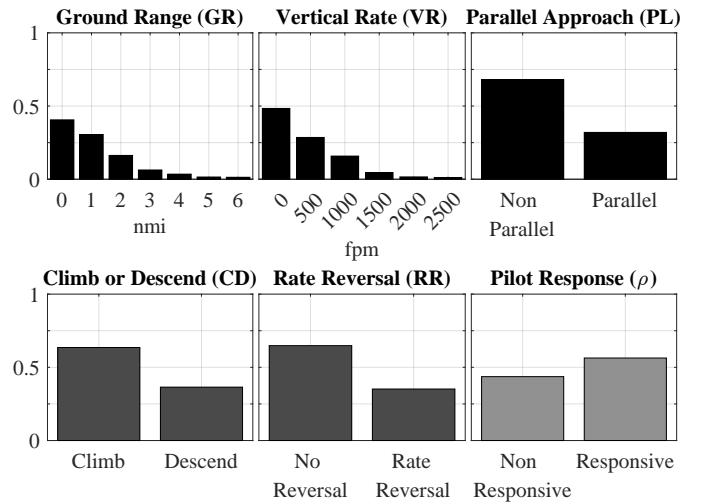 Ground Range (GR)
Vertical Rate (VR)
Parallel Approach (PL)
1
0.5
0
0 1 2 3 4 5 6
nmi
0 500 1000 1500 2000 2500
fpm
Non
Parallel
Parallel
Climb or Descend (CD)
Rate Reversal (RR)
Pilot Response (ρ)
1
0.5
0
Climb
Descend
No
Reversal
Rate
Reversal
Non
Responsive
Responsive